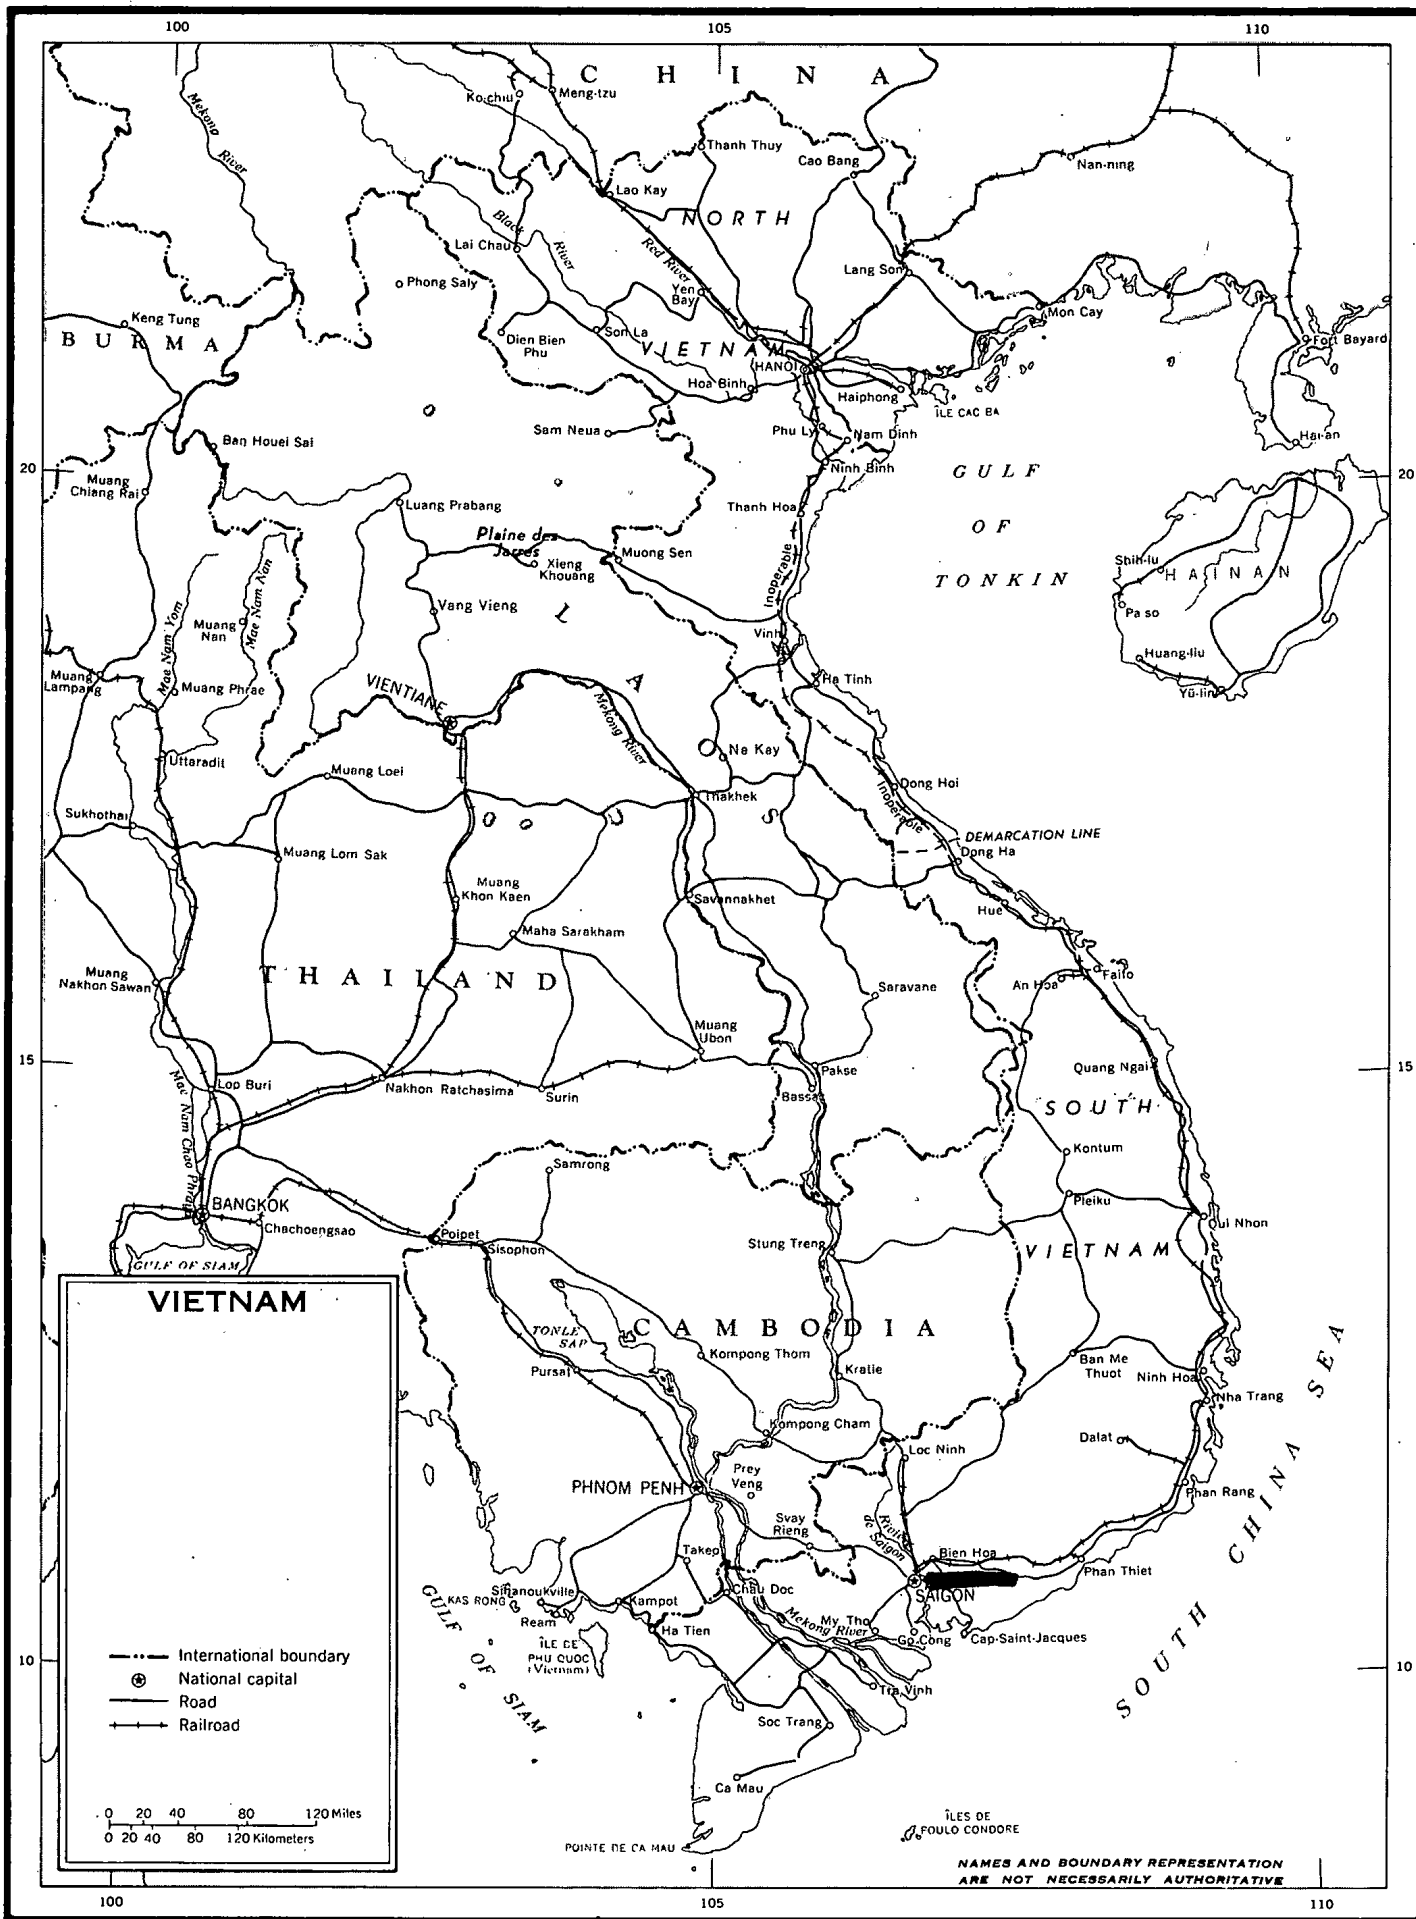 100
105
110
C H I N A
Ko-chiu
Meng-tzu
Mekong
River
Thanh Thuy
Cao Bang
Nan-ning
Lao Kay
NORTH
Black
River
Red River
Lai Chau
Lang Son
Phong Saly
Yen
Bay
Mon Cay
Keng Tung
BURMA
Dien Bien
Phu
Son La
VIETNAM
HANOI
Fort Bayard
Hoa Binh
Haiphong
ÎLE CAC BA
Ban Houei Sai
Sam Neua
Phu Ly
Nam Dinh
Hai-an
20
Ninh Binh
GULF
20
Muang
Chiang Rai
Luang Prabang
Thanh Hoa
OF
Plaine des
Jarres
Muong Sen
Xieng
Khouang
Inoperable
Shih-lu
HAINAN
TONKIN
Mae Nam Yom
Muang
Nan
Mae Nam Nan
Vang Vieng
L
Pa so
Vinh
Huang-liu
Muang
Lampang
Muang Phrae
VIENTIANE
A
Ha Tinh
Yü-lin
Mekong River
Uttaradit
Na Kay
Muang Loei
Thakhek
Dong Hoi
Inoperable
Sukhothai
O
S
DEMARCATION LINE
Muang Lom Sak
Dong Ha
Muang
Khon Kaen
Savannakhet
Hue
Maha Sarakham
Muang
Nakhon Sawan
THAILAND
Saravane
An Hoa
Faifo
Muang
Ubon
15
Pakse
Quang Ngai
15
Lop Buri
Nakhon Ratchasima
Surin
Bassac
SOUTH
Mae Nam Chao Phraya
Kontum
Samrong
Pleiku
BANGKOK
Chachoengsao
Poipet
Sisophon
Stung Treng
Qui Nhon
VIETNAM
GULF OF SIAM
VIETNAM
TONLE
SAP
CAMBODIA
Kompong Thom
Pursat
Kratie
Ban Me
Thuot
Ninh Hoa
Nha Trang
Kompong Cham
Dalat
Loc Ninh
Prey
Veng
PHNOM PENH
Phan Rang
Svay
Rieng
Rivière
de Saigon
Bien Hoa
Takep
Phan Thiet
SAIGON
Chau Doc
Sihanoukville
KAS RONG
Kampot
Ream
My Tho
Mekong River
Go Cong
Cap-Saint-Jacques
Ha Tien
ÎLE DE
PHU QUOC
(Vietnam)
GULF OF SIAM
SOUTH CHINA SEA
10
International boundary
10
National capital
Tra Vinh
Road
Soc Trang
Railroad
Ca Mau
0 20 40 80 120 Miles
0 20 40 80 120 Kilometers
ÎLES DE
POULO CONDORE
POINTE DE CA MAU
NAMES AND BOUNDARY REPRESENTATION
ARE NOT NECESSARILY AUTHORITATIVE
100
105
110